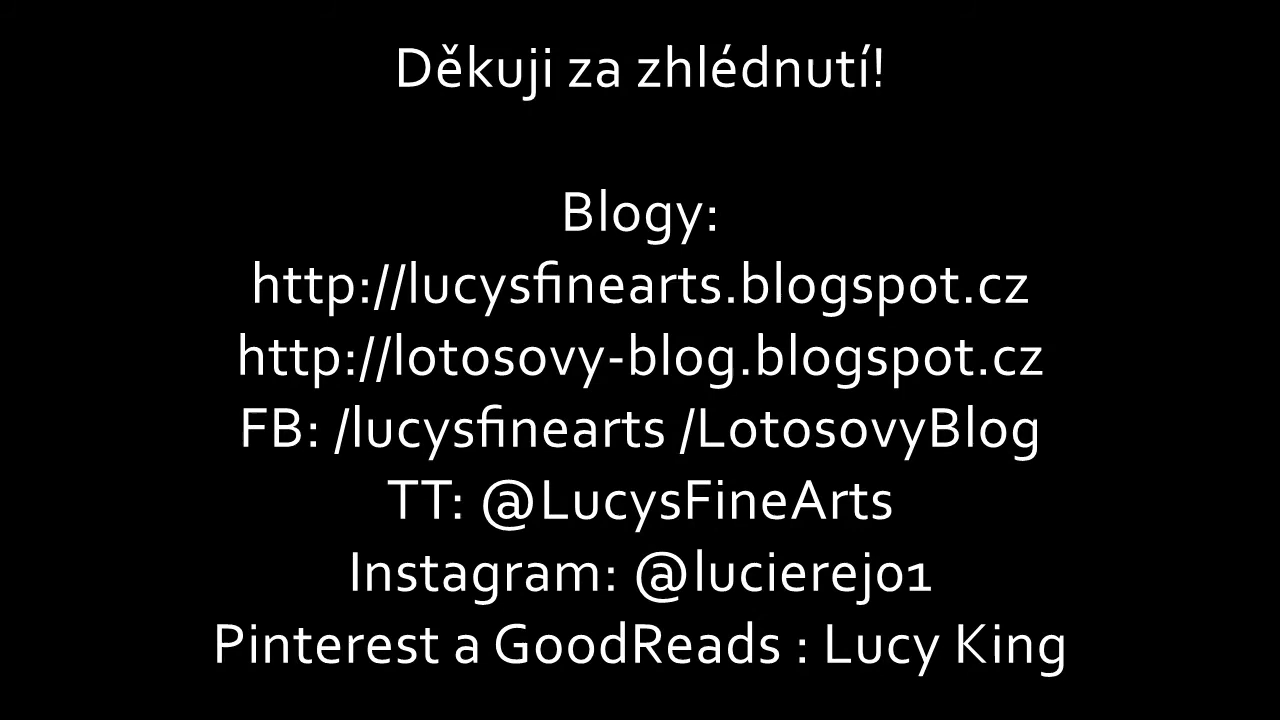 Děkuji za zhlédnutí!
Blogy:
http://lucysfinearts.blogspot.cz
http://lotosovy-blog.blogspot.cz
FB: /lucysfinearts /LotosovyBlog
TT: @LucysFineArts
Instagram: @lucierejo1
Pinterest a GoodReads : Lucy King